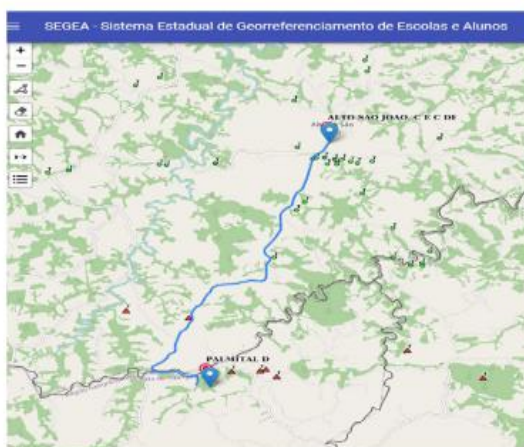 SEGEA - Sistema Estadual de Georreferenciamento de Escolas e Alunos
ALTO SAO JOAO, C E C DE
PALMITAL D